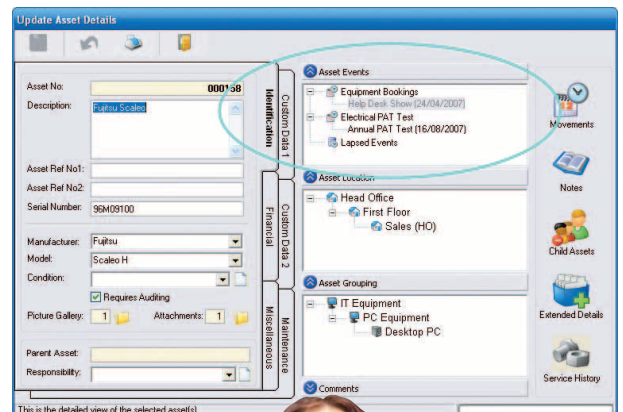 Update Asset Details
Asset No: 000158
Description: Fujitsu Scaleo
Asset Ref No1:
Asset Ref No2:
Serial Number: 96M09100
Manufacturer: Fujitsu
Model: Scaleo H
Condition:
Requires Auditing
Picture Gallery: 1 Attachments: 1
Parent Asset:
Responsibility:
Identification
Financial
Miscellaneous
Custom Data 1
Custom Data 2
Maintenance
Asset Events
Equipment Bookings
Help Desk Show (24/04/2007)
Electrical PAT Test
Annual PAT Test (16/08/2007)
Lapsed Events
Asset Location
Head Office
First Floor
Sales (HO)
Asset Grouping
IT Equipment
PC Equipment
Desktop PC
Comments
Movements
Notes
Child Assets
Extended Details
Service History
This is the detailed view of the selected asset(s)